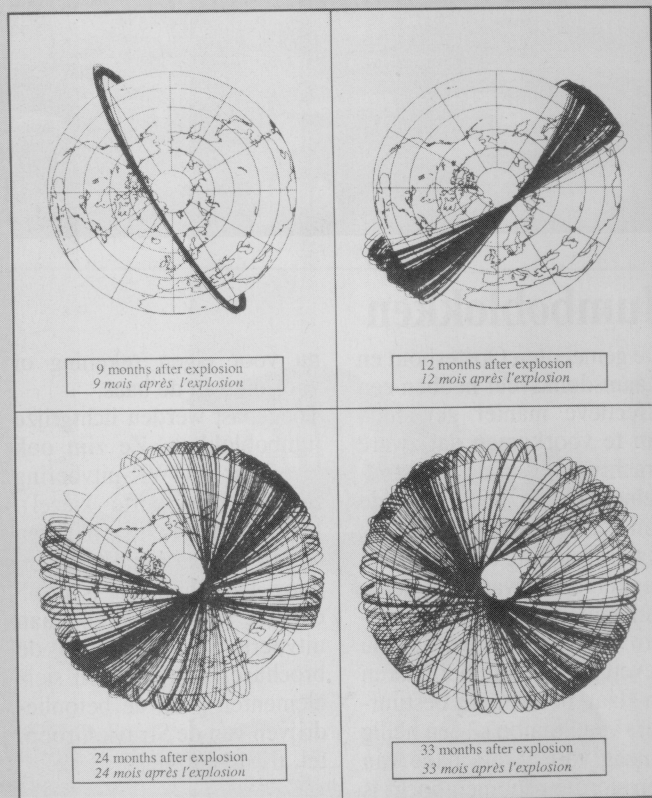 9 months after explosion
9 mois après l'explosion
12 months after explosion
12 mois après l'explosion
24 months after explosion
24 mois après l'explosion
33 months after explosion
33 mois après l'explosion